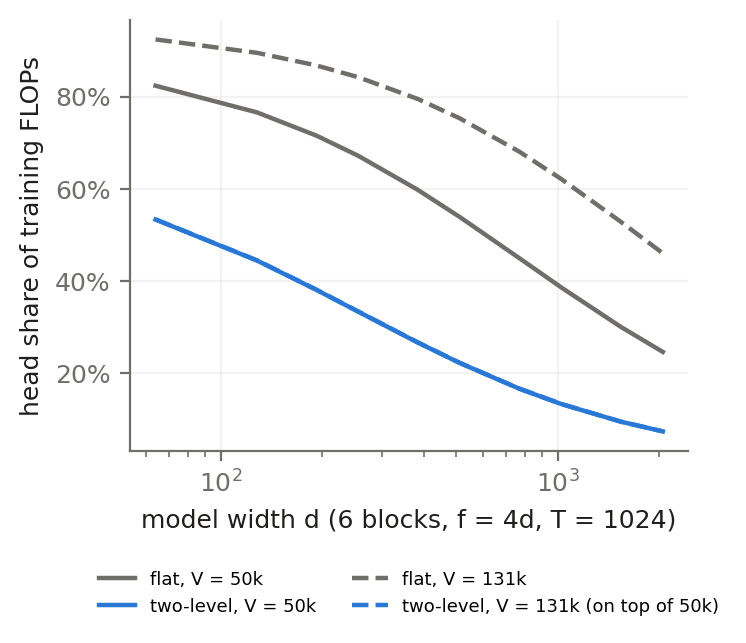 head share of training FLOPs
80%
60%
40%
20%
10²
10³
model width d (6 blocks, f = 4d, T = 1024)
flat, V = 50k
flat, V = 131k
two-level, V = 50k
two-level, V = 131k (on top of 50k)